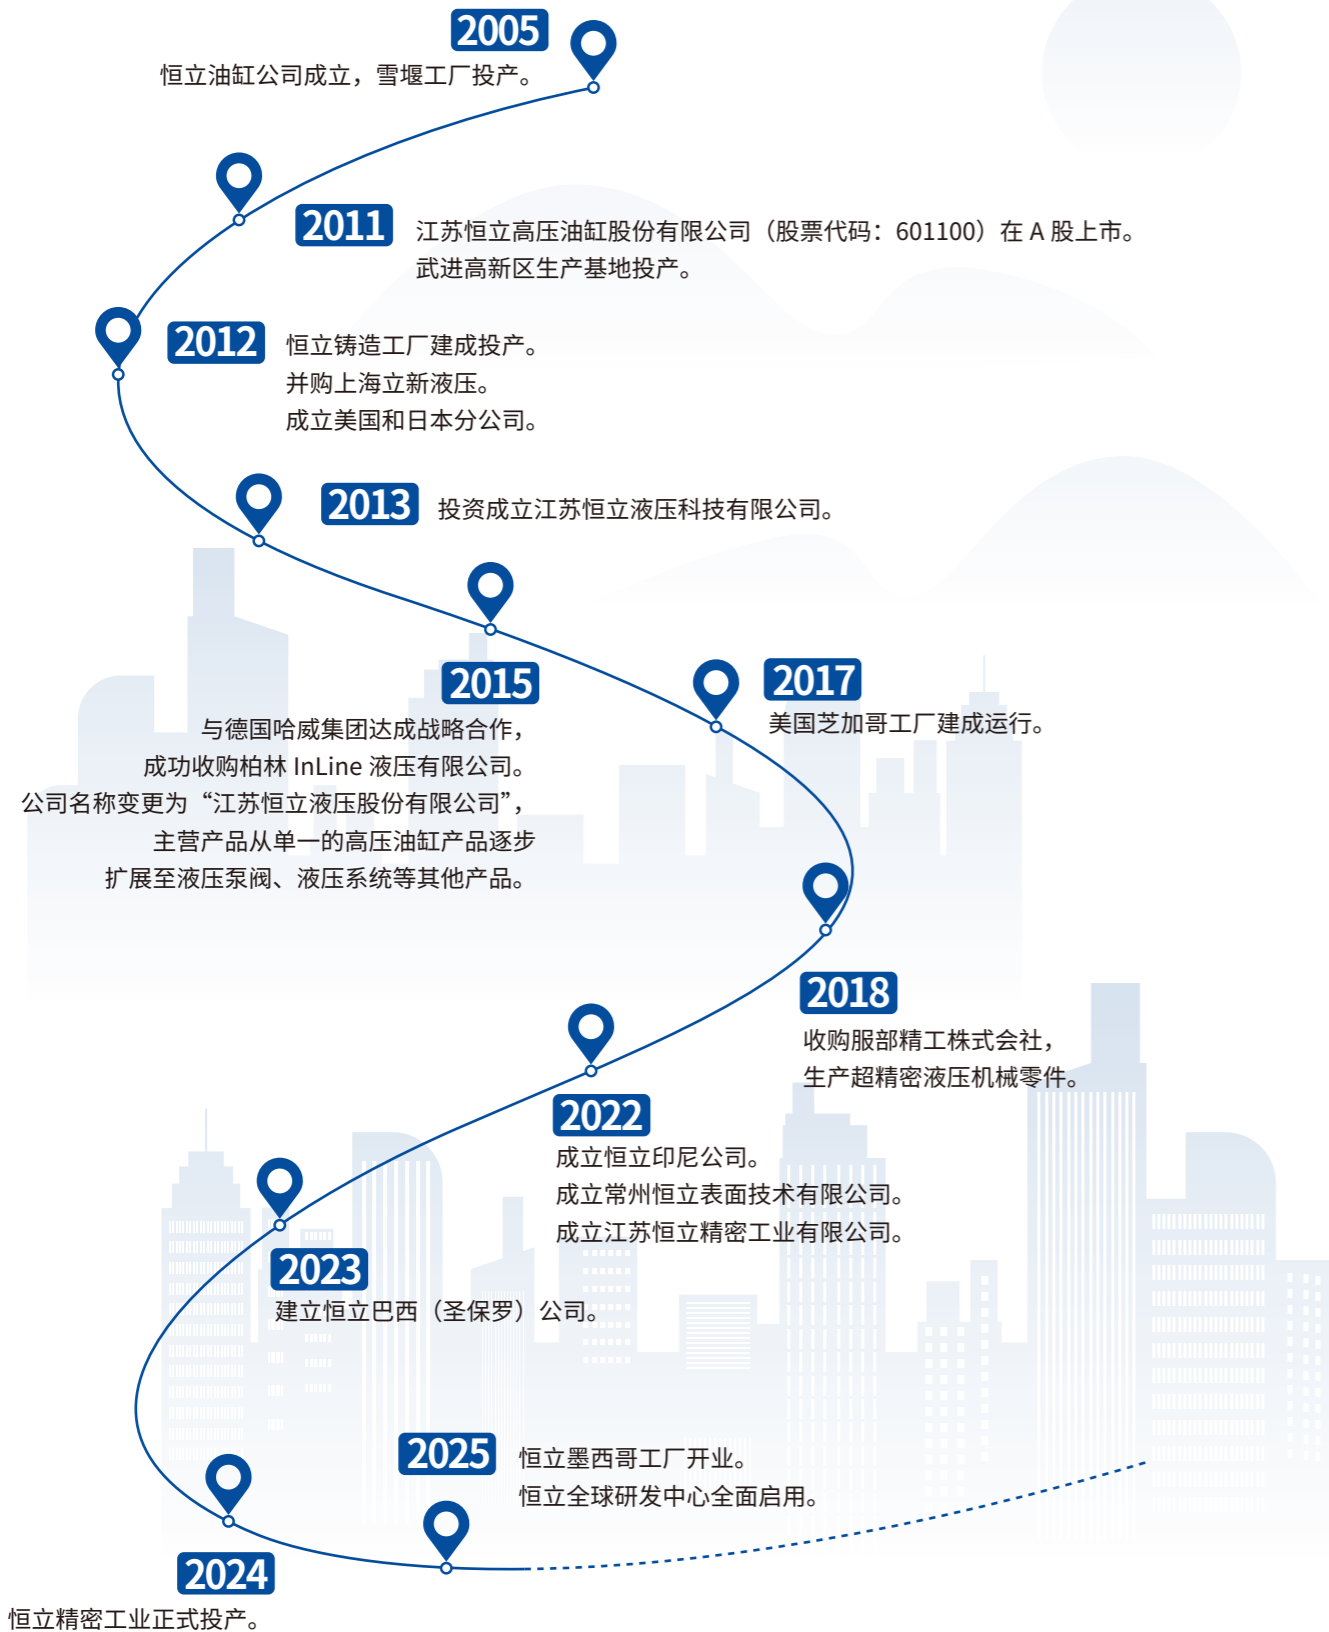 2005
恒立油缸公司成立，雪堰工厂投产。
2011
江苏恒立高压油缸股份有限公司（股票代码：601100）在 A 股上市。
武进高新区生产基地投产。
2012
恒立铸造工厂建成投产。
并购上海立新液压。
成立美国和日本分公司。
2013
投资成立江苏恒立液压科技有限公司。
2015
与德国哈威集团达成战略合作，
成功收购柏林 InLine 液压有限公司。
公司名称变更为“江苏恒立液压股份有限公司”，
主营产品从单一的高压油缸产品逐步
扩展至液压泵阀、液压系统等其他产品。
2017
美国芝加哥工厂建成运行。
2018
收购服部精工株式会社，
生产超精密液压机械零件。
2022
成立恒立印尼公司。
成立常州恒立表面技术有限公司。
成立江苏恒立精密工业有限公司。
2023
建立恒立巴西（圣保罗）公司。
2025
恒立墨西哥工厂开业。
恒立全球研发中心全面启用。
2024
恒立精密工业正式投产。